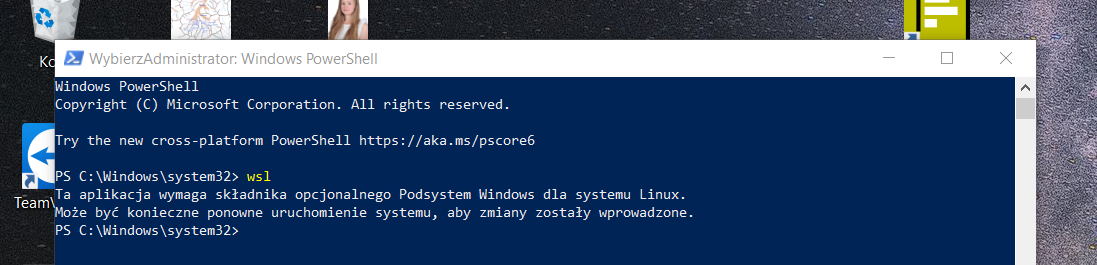 Ko
WybierzAdministrator: Windows PowerShell
Windows PowerShell
Copyright (C) Microsoft Corporation. All rights reserved.
Try the new cross-platform PowerShell https://aka.ms/pscore6
PS C:\Windows\system32> wsl
Ta aplikacja wymaga składnika opcjonalnego Podsystem Windows dla systemu Linux.
Może być konieczne ponowne uruchomienie systemu, aby zmiany zostały wprowadzone.
TeamV
PS C:\Windows\system32>